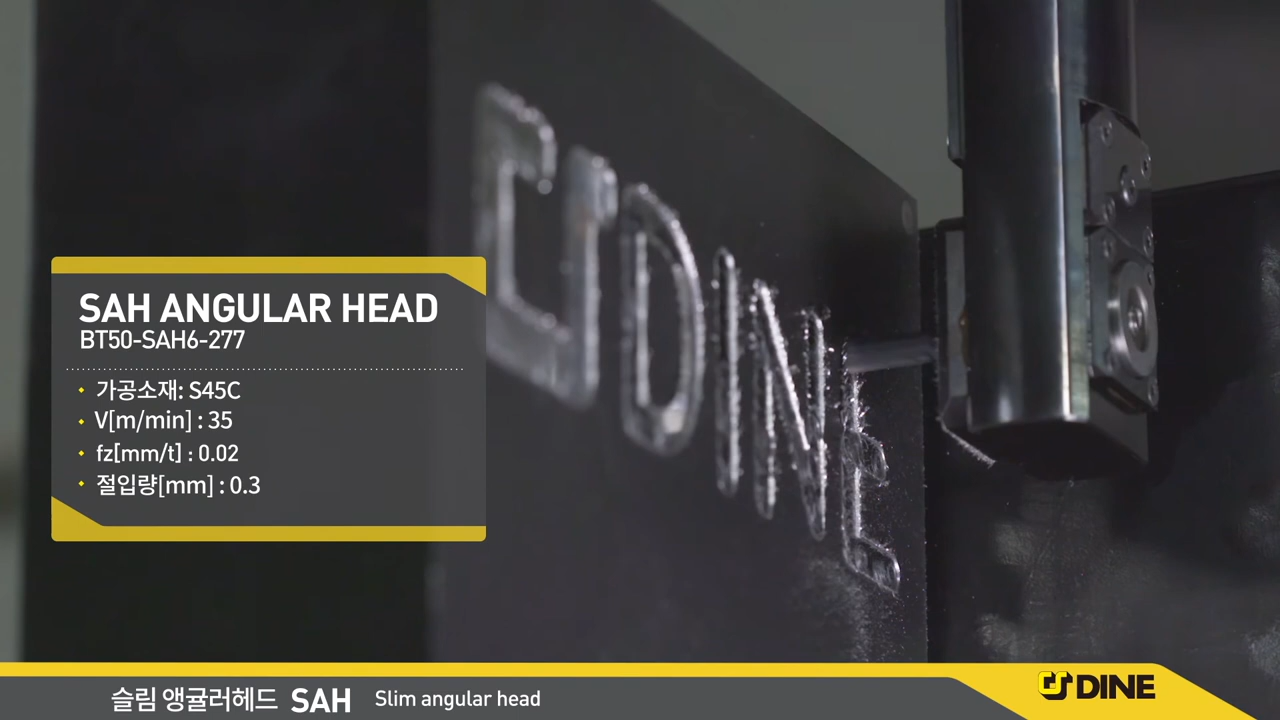 DINE
SAH ANGULAR HEAD
BT50-SAH6-277
가공소재: S45C
V[m/min] : 35
fz[mm/t] : 0.02
절입량[mm] : 0.3
슬림 앵귤러헤드 SAH Slim angular head
DINE